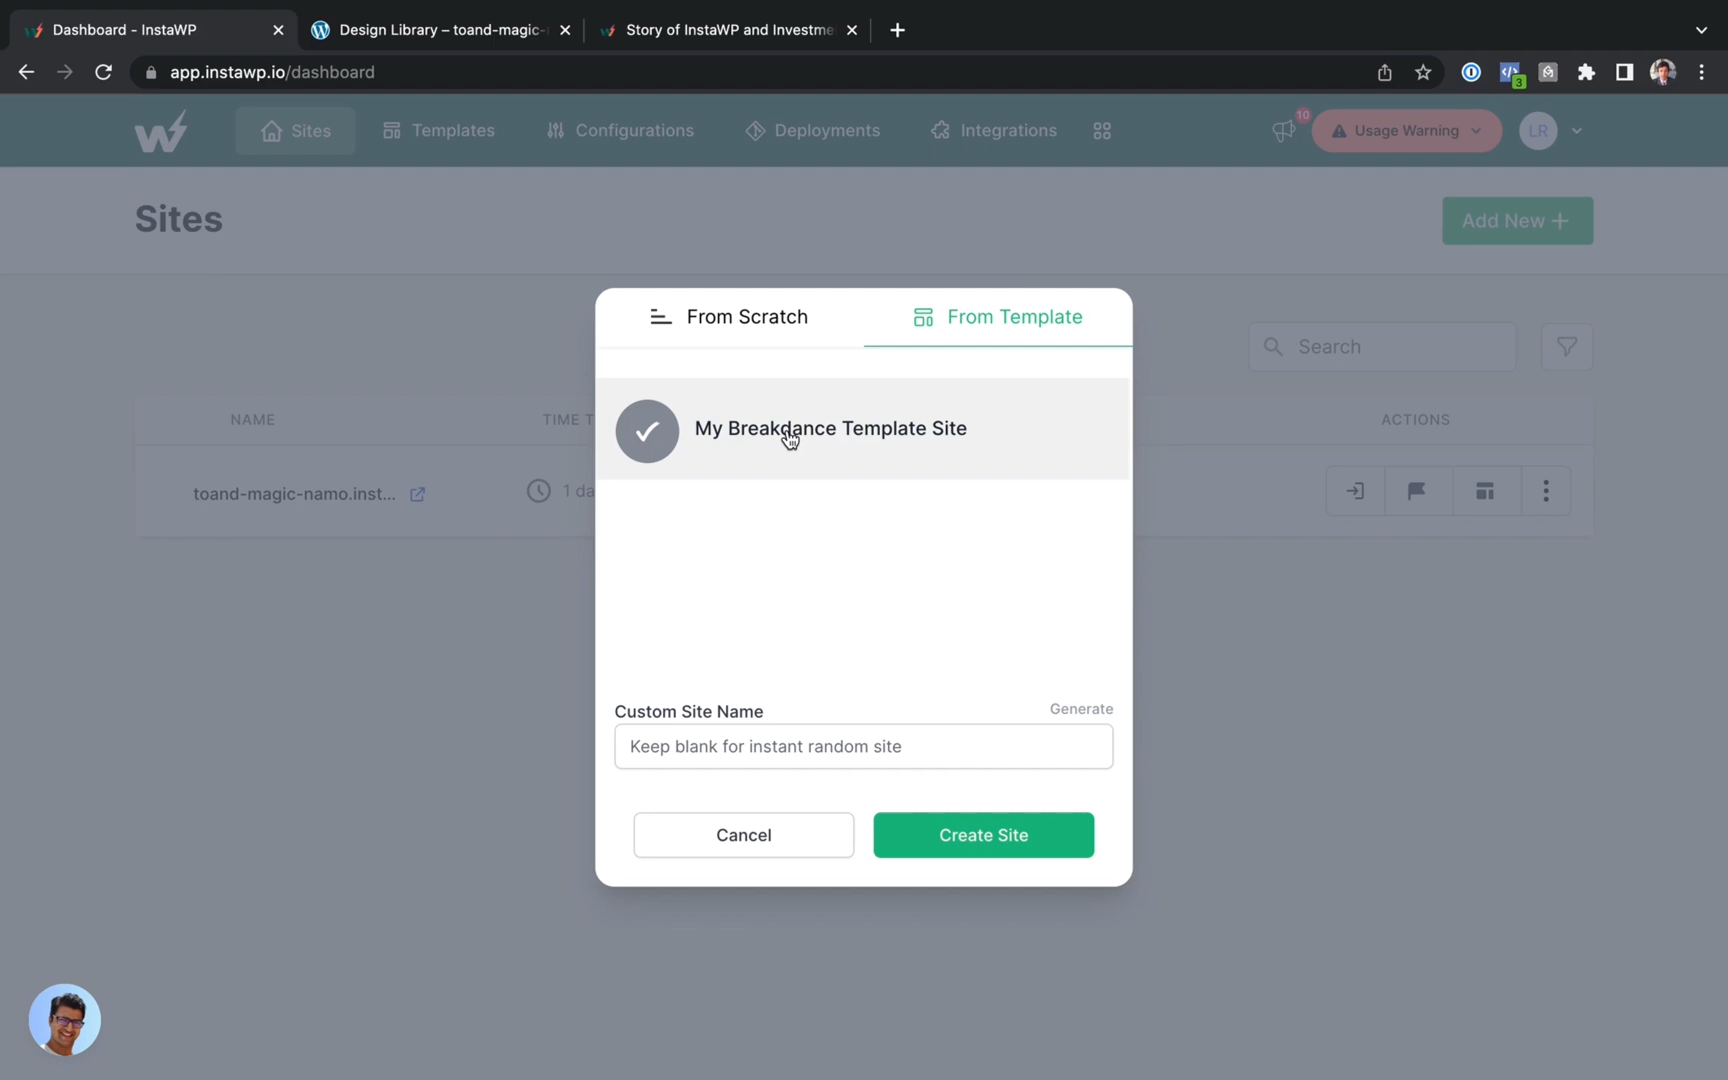 Dashboard - InstaWP
Design Library – toand-magic-
Story of InstaWP and Investme
app.instawp.io/dashboard
3
Sites
Templates
Configurations
Deployments
Integrations
10
Usage Warning
LR
Sites
Add New +
From Scratch
From Template
Search
NAME
TIME T
ACTIONS
My Breakdance Template Site
toand-magic-namo.inst...
1 da
Custom Site Name
Generate
Keep blank for instant random site
Cancel
Create Site